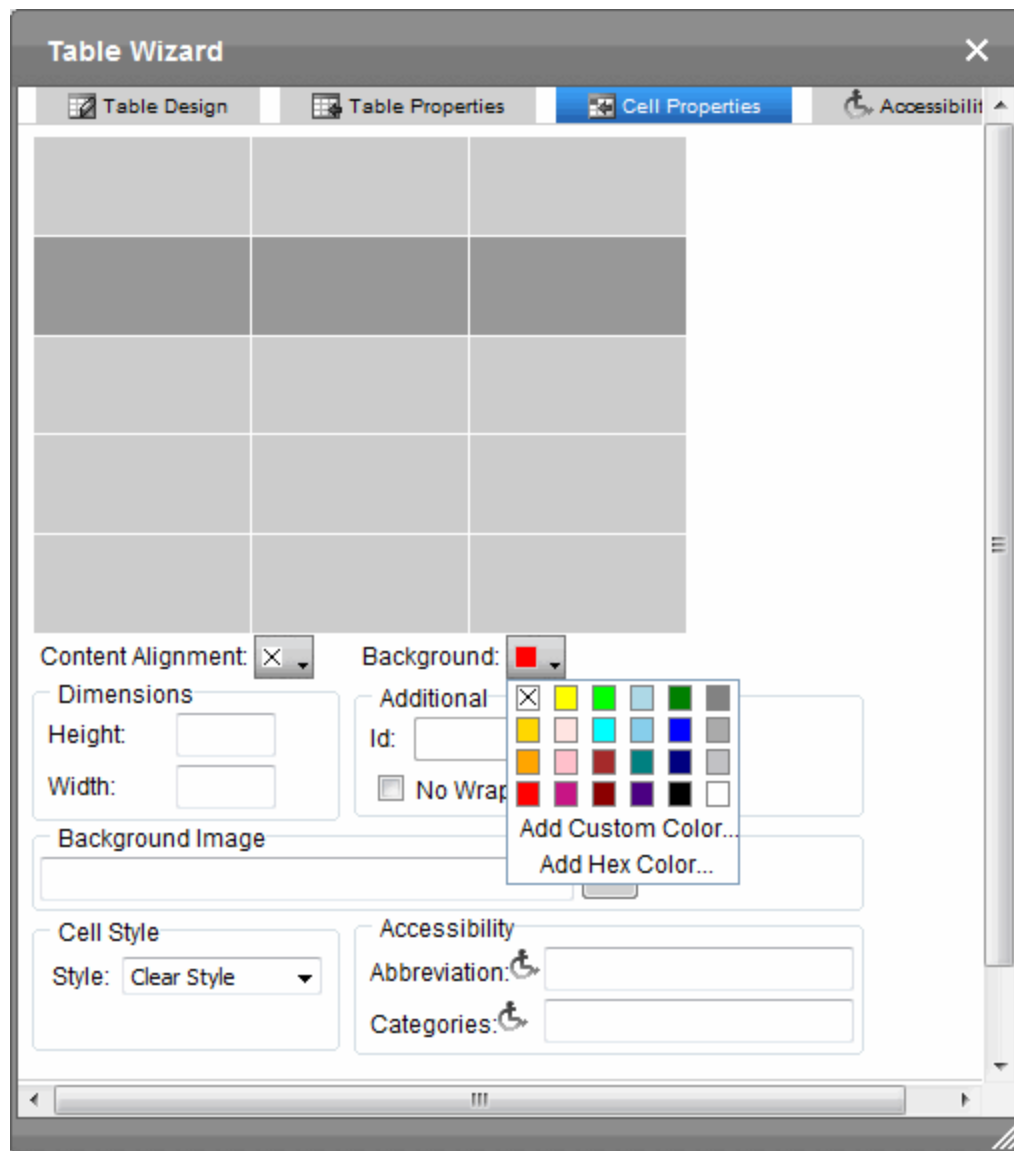 Table Wizard
Table Design
Table Properties
Cell Properties
Accessibilit
Content Alignment:
Background:
Dimensions
Additional
Height:
Id:
Width:
No Wrap
Add Custom Color...
Add Hex Color...
Background Image
Cell Style
Accessibility
Style: Clear Style
Abbreviation:
Categories: